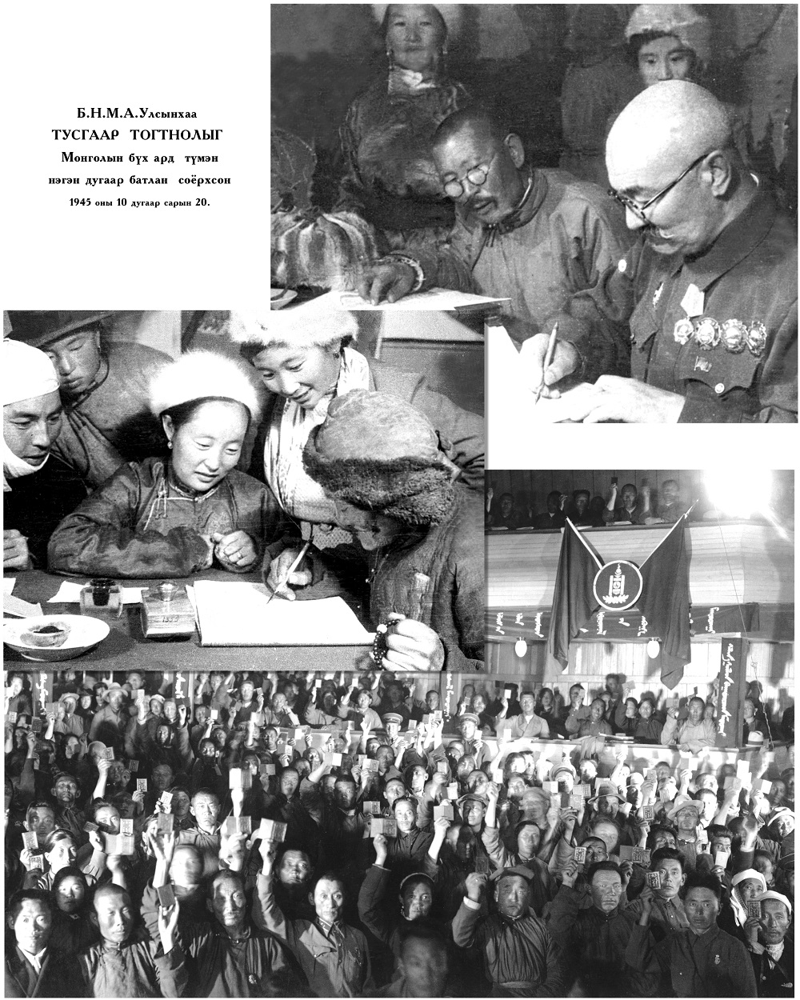 Б.Н.М.А.Улсынхаа
ТУСГААР ТОГТНОЛЫГ
Монголын бүх ард түмэн
нэгэн дугаар батлан соёрхсон
1945 оны 10 дугаар сарын 20.